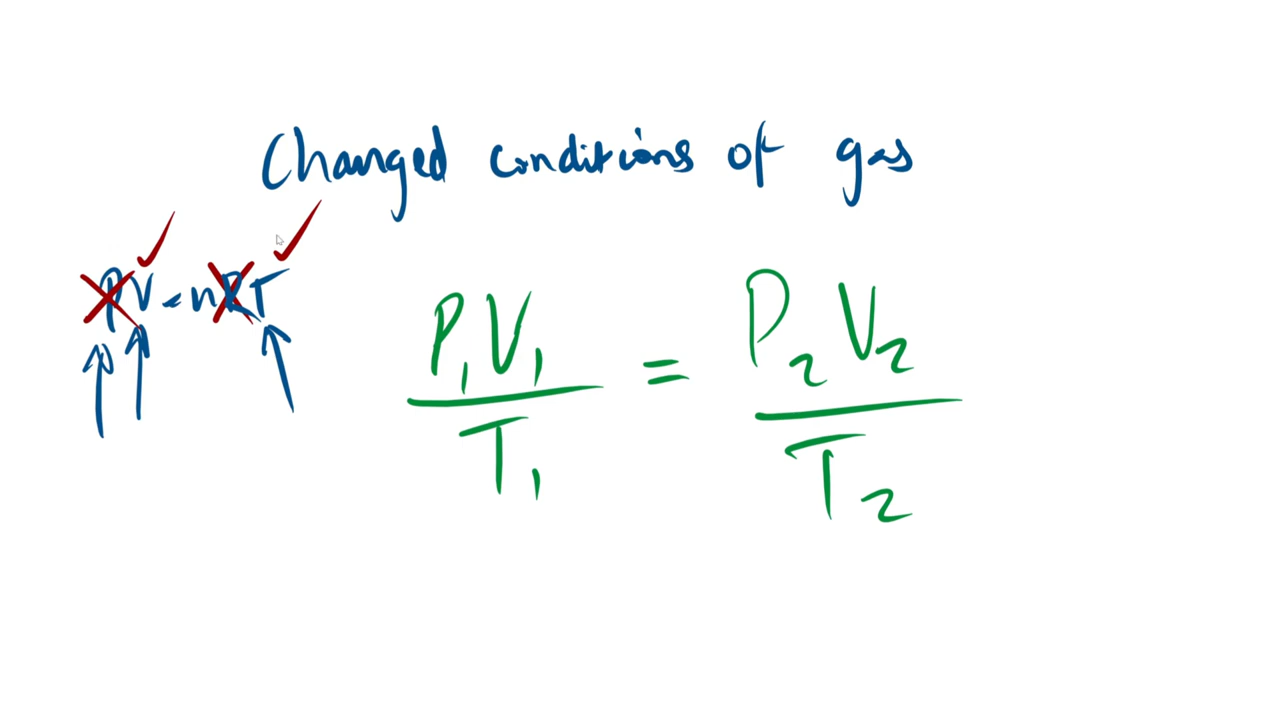 Changed conditions of gas
PV = nRT
P₁V₁ / T₁ = P₂V₂ / T₂